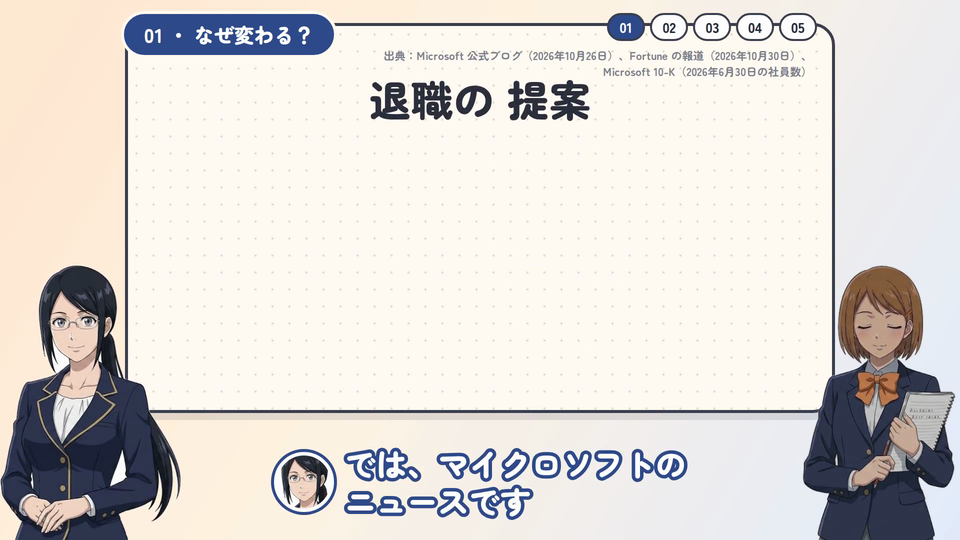 01 ・ なぜ変わる？
01 02 03 04 05
出典：Microsoft 公式ブログ（2026年10月26日）、Fortune の報道（2026年10月30日）、
Microsoft 10-K（2026年6月30日の社員数）
退職の 提案
では、マイクロソフトの
ニュースです